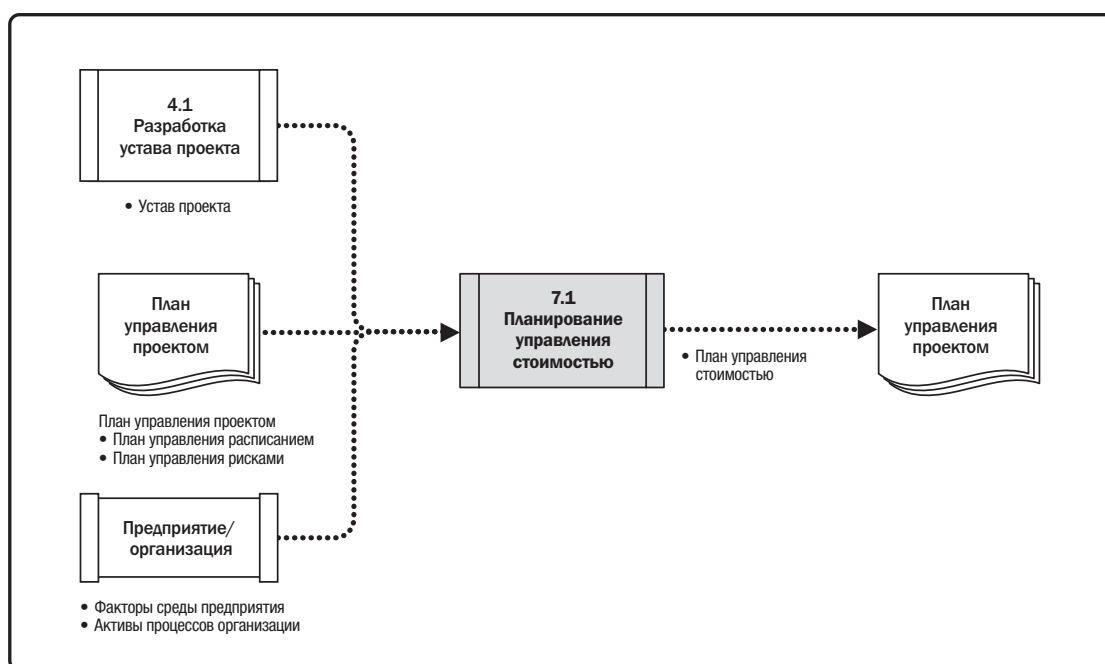 4.1
Разработка
устава проекта
• Устав проекта
План
управления
проектом
План управления проектом
• План управления расписанием
• План управления рисками
Предприятие/
организация
• Факторы среды предприятия
• Активы процессов организации
7.1
Планирование
управления
стоимостью
• План управления
стоимостью
План
управления
проектом